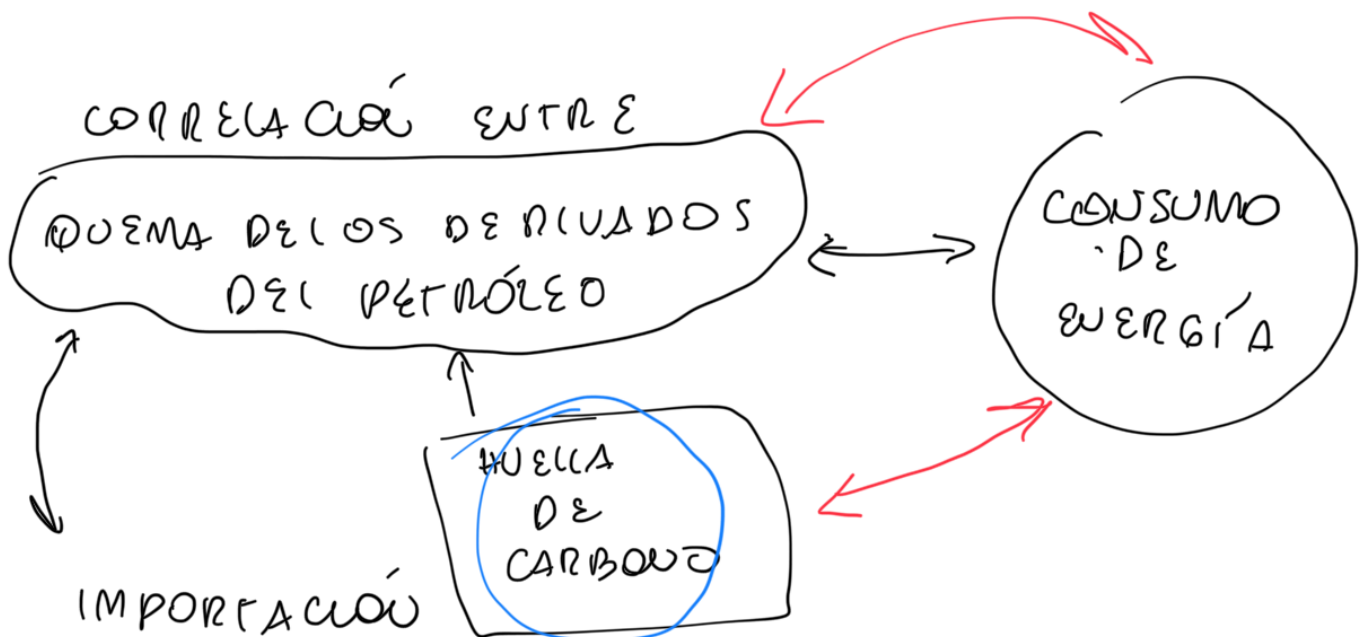 CORRELACIÓN ENTRE
QUEMA DE LOS DERIVADOS
DEL PETRÓLEO
CONSUMO
DE
ENERGÍA
HUELLA
DE
CARBONO
IMPORTACIÓN